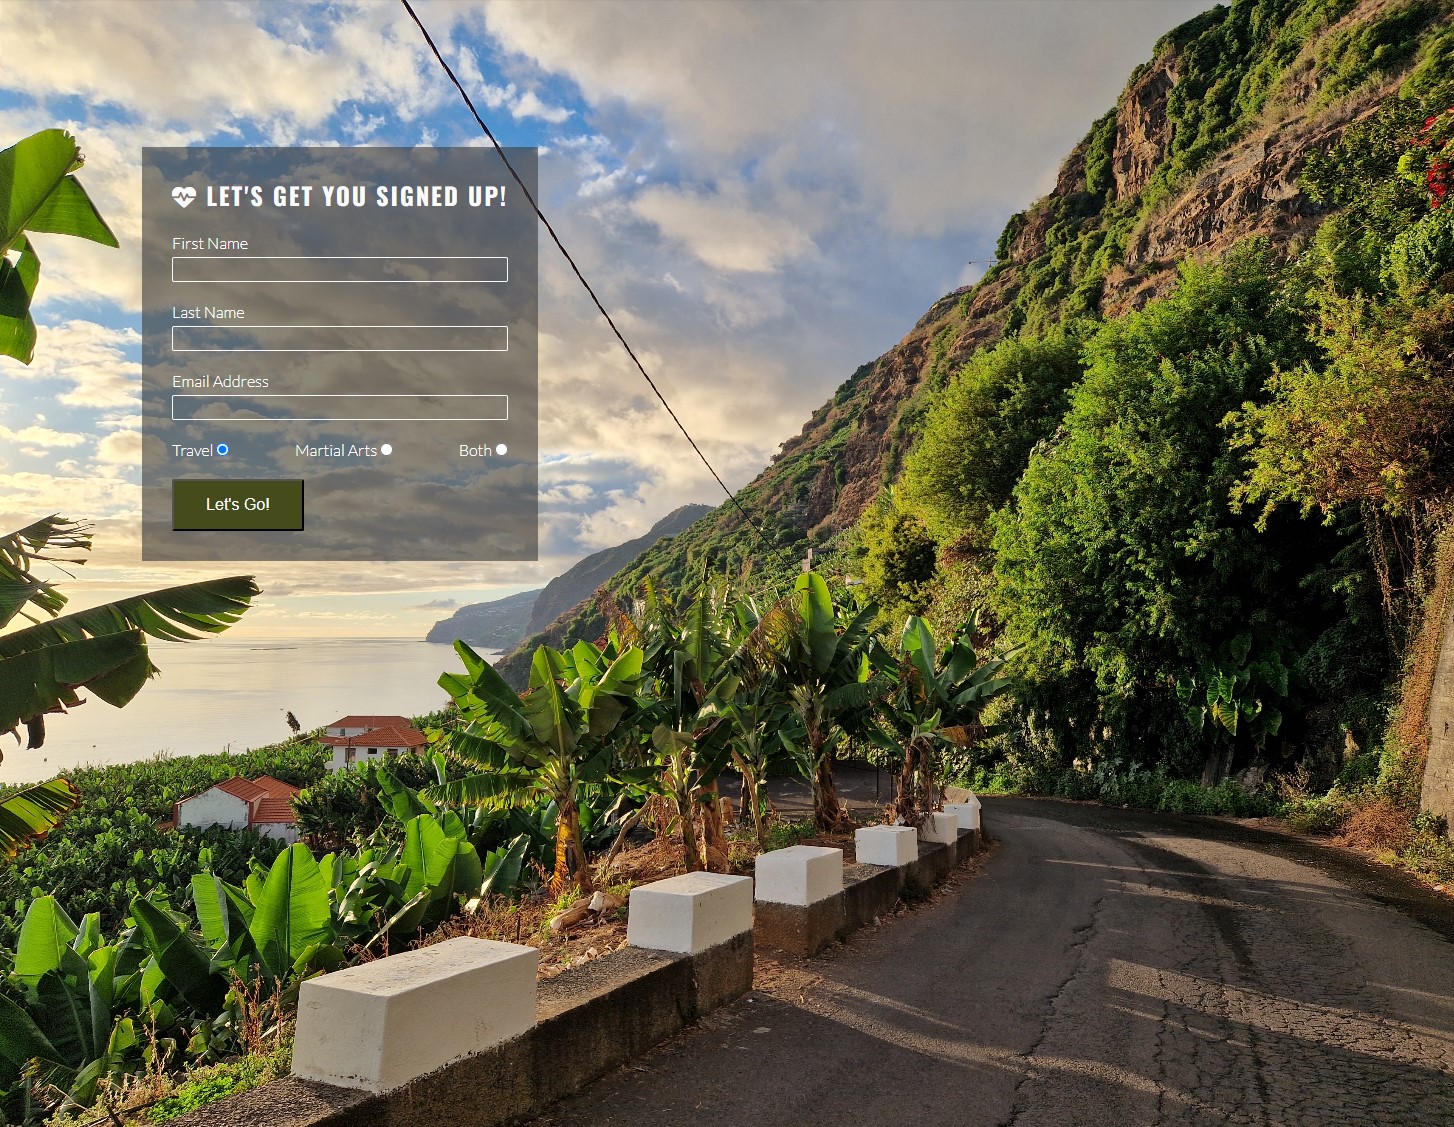 LET'S GET YOU SIGNED UP!
First Name
Last Name
Email Address
Travel Martial Arts Both
Let's Go!